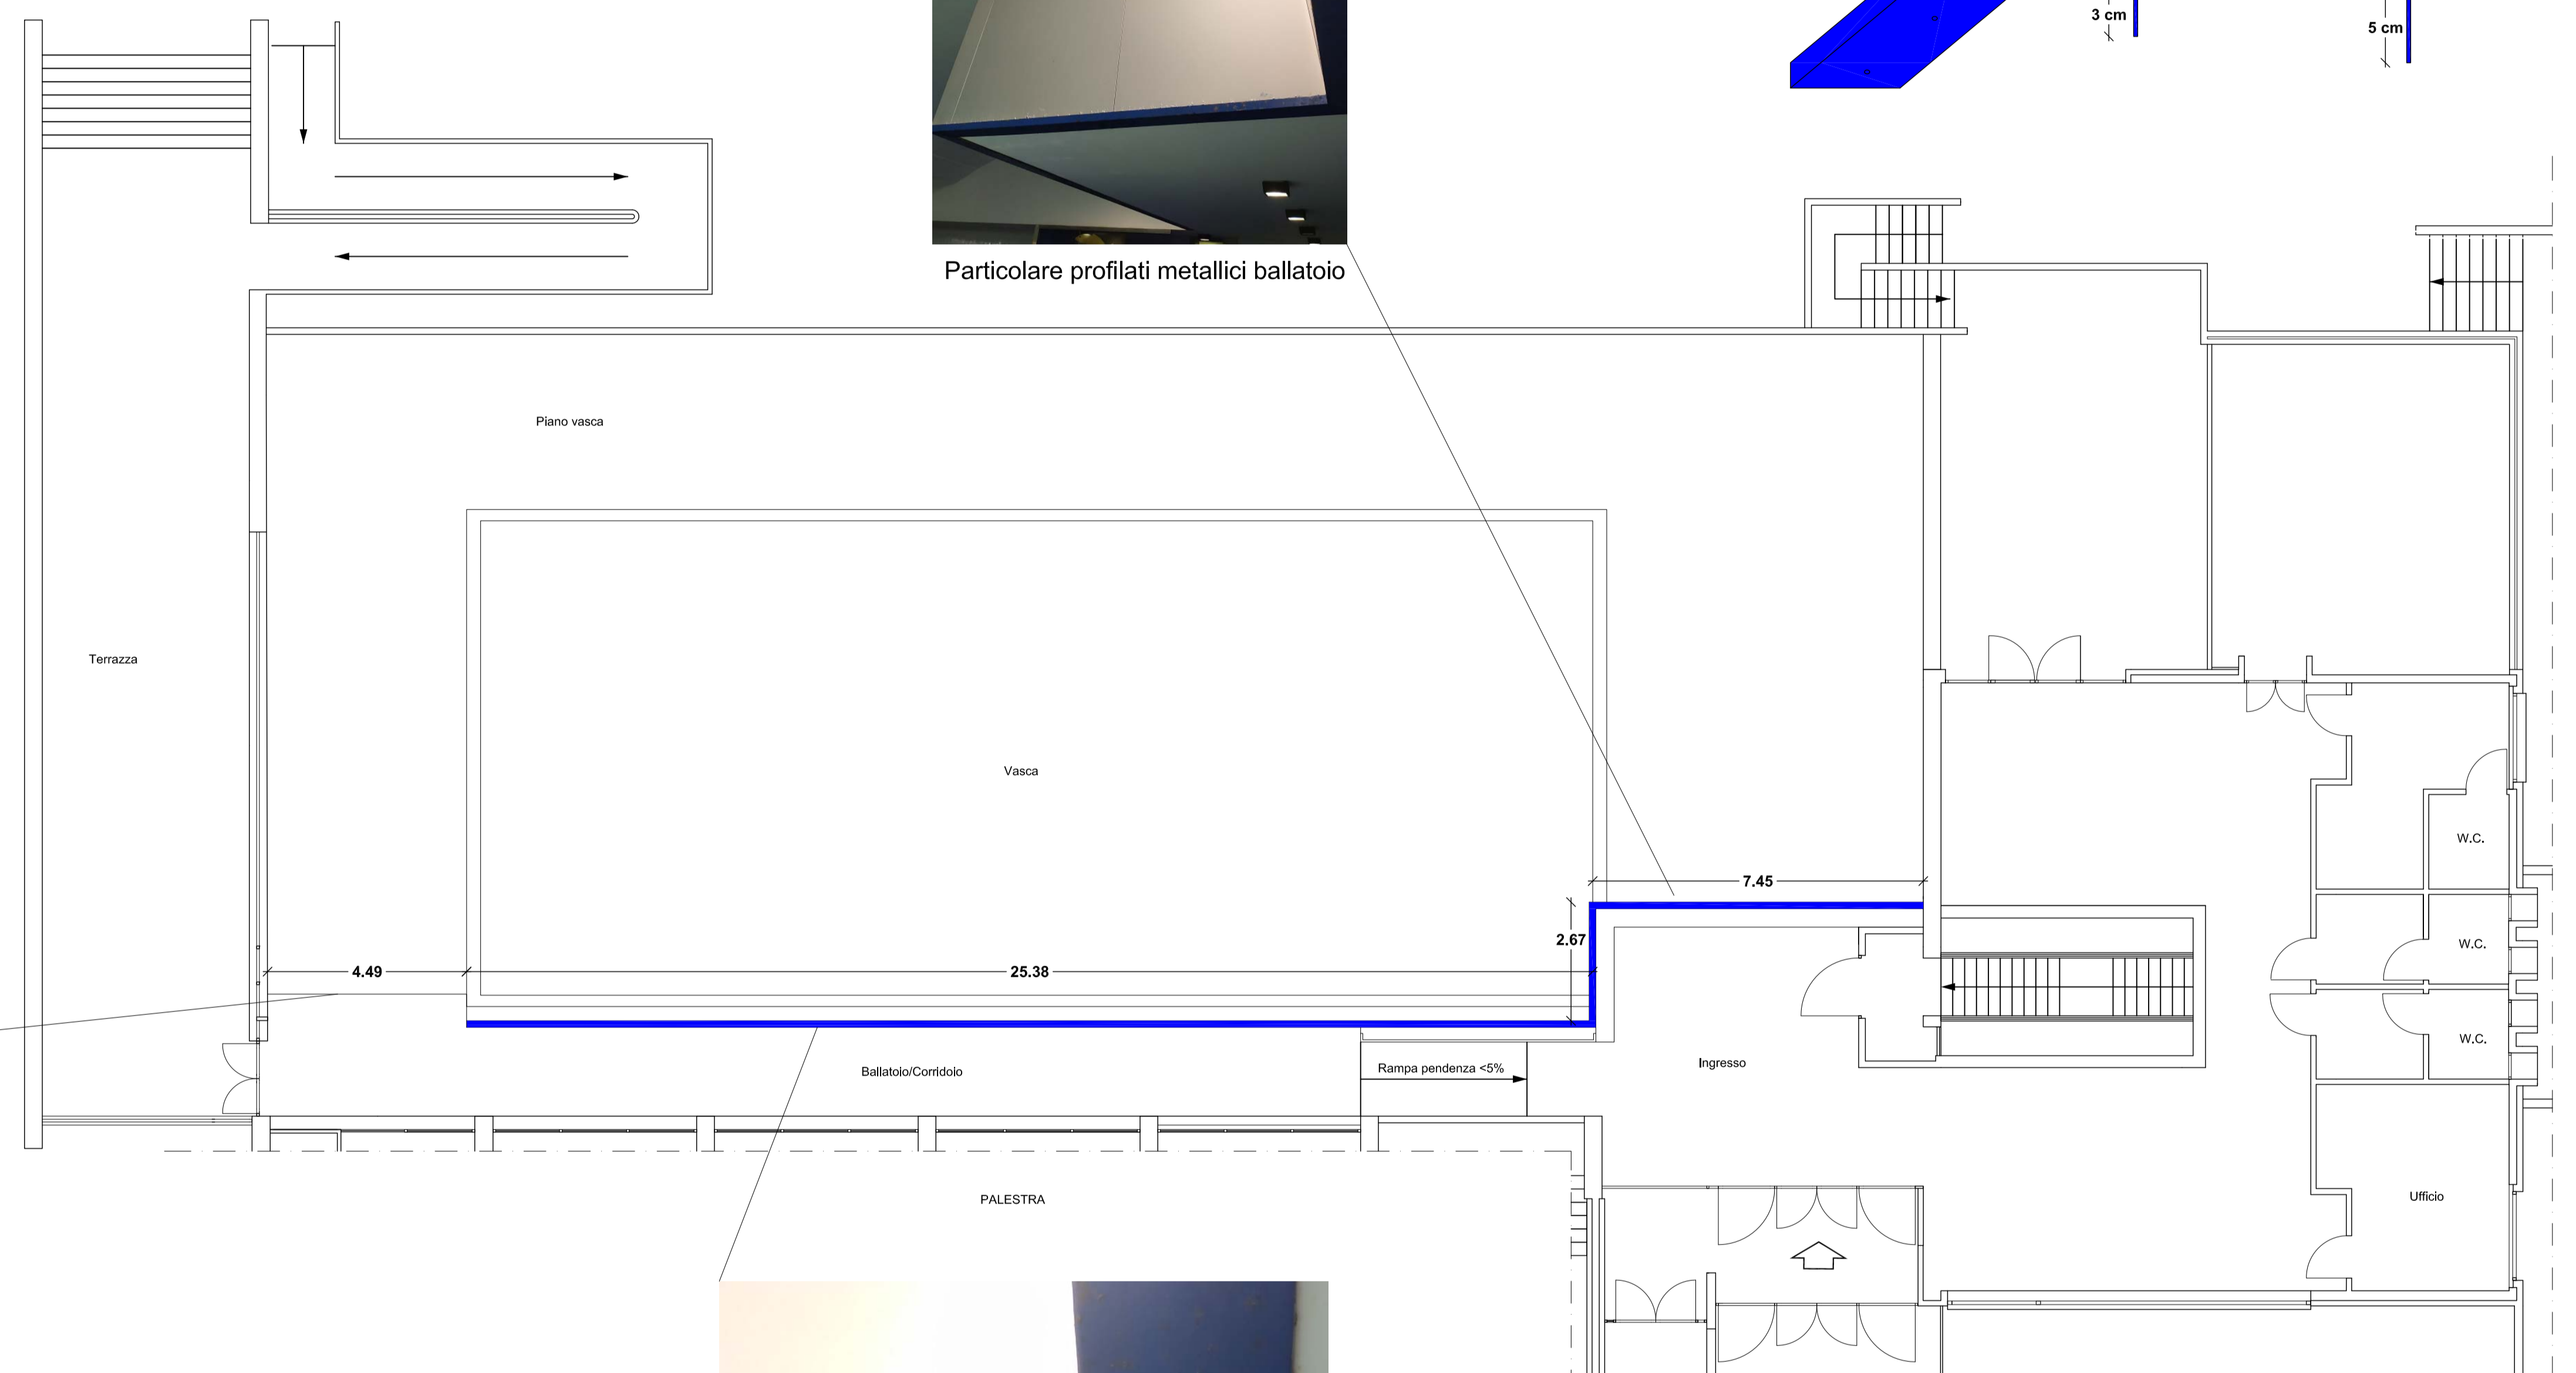 3 cm
5 cm
Particolare profilati metallici ballatoio
Piano vasca
Terrazza
Vasca
W.C.
7.45
2.67
W.C.
4.49
25.38
W.C.
Ingresso
Rampa pendenza <5%
Ballatoio/Corridoio
PALESTRA
Ufficio